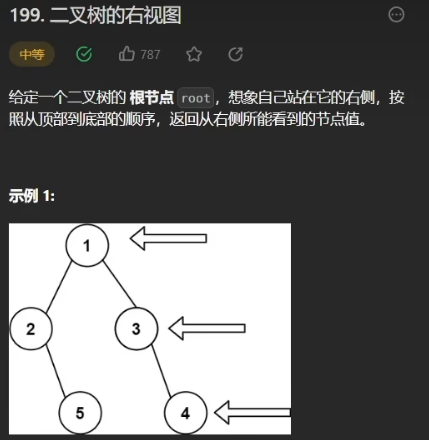 199. 二叉树的右视图
中等 787
给定一个二叉树的 根节点 root，想象自己站在它的右侧，按
照从顶部到底部的顺序，返回从右侧所能看到的节点值。
示例 1:
1
2 3
5 4